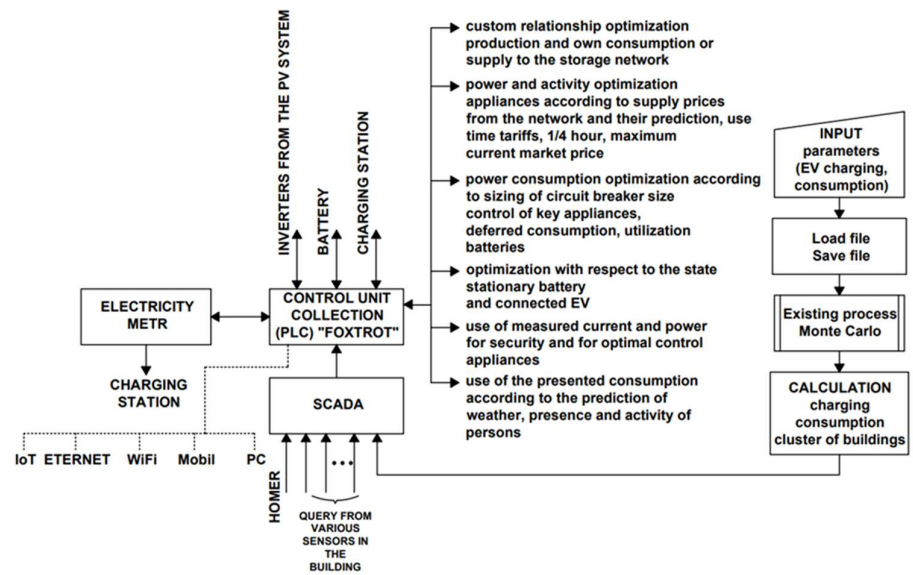 INVERTERS FROM THE PV SYSTEM
BATTERY
CHARGING STATION
ELECTRICITY
METR
CONTROL UNIT
COLLECTION
(PLC) "FOXTROT"
CHARGING
STATION
SCADA
IoT
ETERNET
WiFi
Mobil
PC
HOMER
QUERY FROM
VARIOUS
SENSORS IN
THE
BUILDING
custom relationship optimization
production and own consumption or
supply to the storage network
power and activity optimization
appliances according to supply prices
from the network and their prediction, use
time tariffs, 1/4 hour, maximum
current market price
power consumption optimization according
to sizing of circuit breaker size
control of key appliances,
deferred consumption, utilization
batteries
optimization with respect to the state
stationary battery
and connected EV
use of measured current and power
for security and for optimal control
appliances
use of the presented consumption
according to the prediction of
weather, presence and activity of
persons
INPUT
parameters
(EV charging,
consumption)
Load file
Save file
Existing process
Monte Carlo
CALCULATION
charging
consumption
cluster of buildings